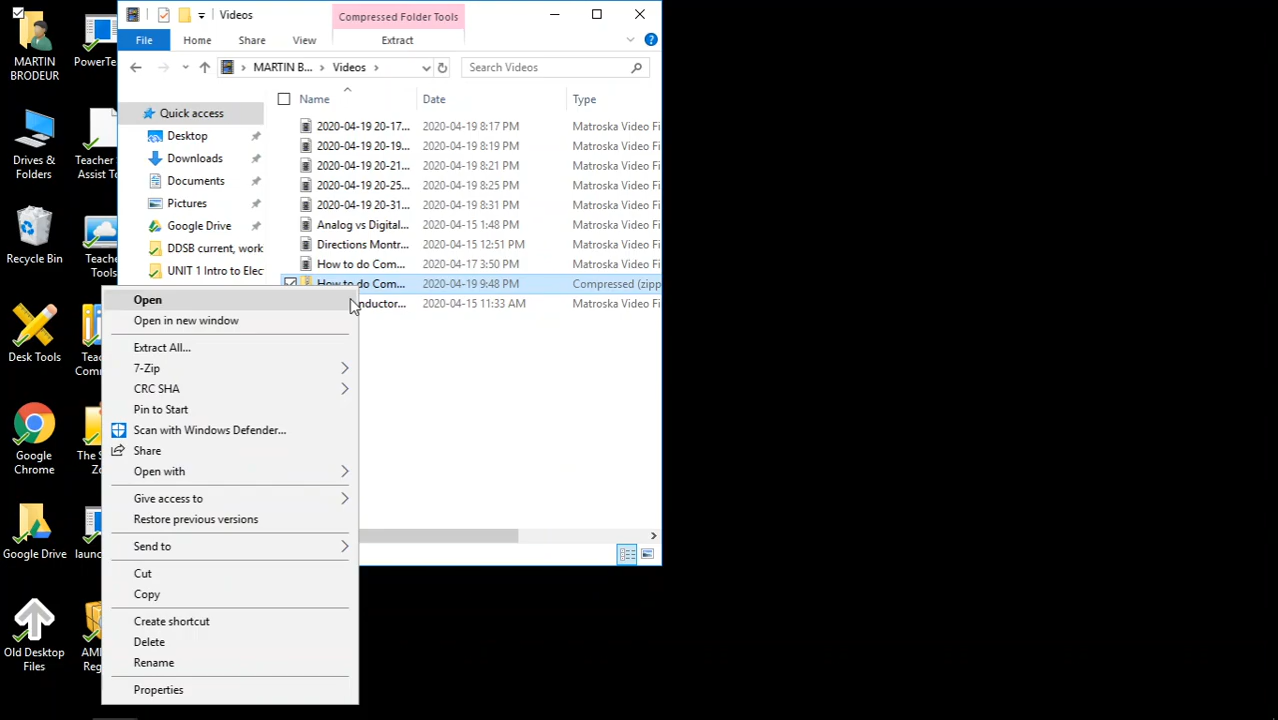 Videos
Compressed Folder Tools
File
Home
Share
View
Extract
MARTIN B...
Videos
Search Videos
Name
Date
Type
Quick access
Desktop
Downloads
Documents
Pictures
Google Drive
DDSB current, work
UNIT 1 Intro to Elec
2020-04-19 20-17... 2020-04-19 8:17 PM Matroska Video Fi
2020-04-19 20-19... 2020-04-19 8:19 PM Matroska Video Fi
2020-04-19 20-21... 2020-04-19 8:21 PM Matroska Video Fi
2020-04-19 20-25... 2020-04-19 8:25 PM Matroska Video Fi
2020-04-19 20-31... 2020-04-19 8:31 PM Matroska Video Fi
Analog vs Digital... 2020-04-15 1:48 PM Matroska Video Fi
Directions Montr... 2020-04-15 12:51 PM Matroska Video Fi
How to do Com... 2020-04-17 3:50 PM Matroska Video Fi
How to do Com... 2020-04-19 9:48 PM Compressed (zipp
nductor... 2020-04-15 11:33 AM Matroska Video Fi
Open
Open in new window
Extract All...
7-Zip
CRC SHA
Pin to Start
Scan with Windows Defender...
Share
Open with
Give access to
Restore previous versions
Send to
Cut
Copy
Create shortcut
Delete
Rename
Properties
MARTIN
BRODEUR
PowerTea
Drives &
Folders
Teacher
Assist To
Recycle Bin
Teache
Tools
Desk Tools
Teac
Comm
Google
Chrome
The S
Zo
Google Drive
launc
Old Desktop
Files
AME
Reg